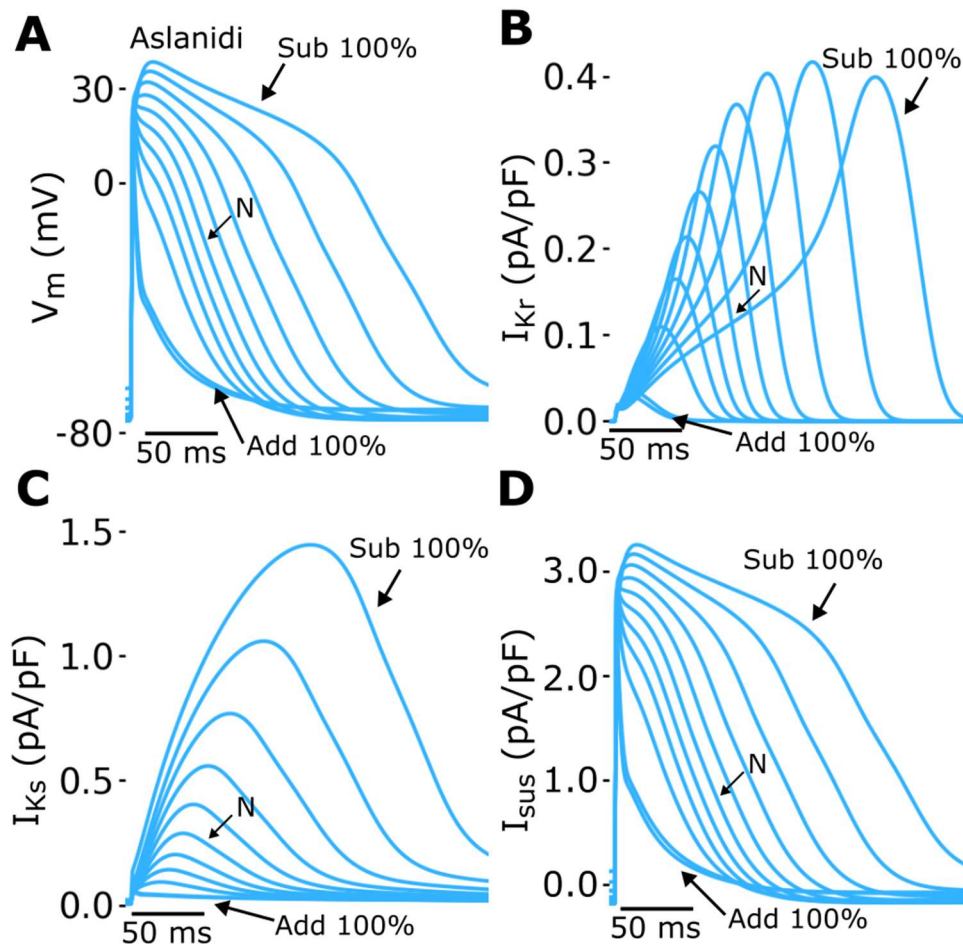 A
Aslanidi
Sub 100%
30
0
-80
V_m (mV)
N
Add 100%
50 ms
B
Sub 100%
0.4
0.3
0.2
0.1
0.0
I_Kr (pA/pF)
N
Add 100%
50 ms
C
1.5
1.0
0.5
0.0
I_Ks (pA/pF)
Sub 100%
N
Add 100%
50 ms
D
3.0
2.0
1.0
0.0
I_sus (pA/pF)
Sub 100%
N
Add 100%
50 ms